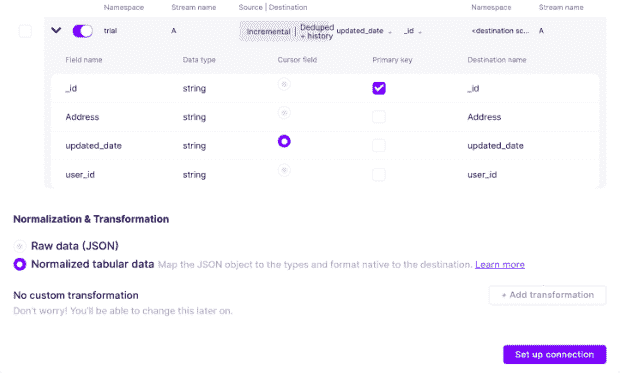 Namespace Stream name Source | Destination Namespace Stream name
trial A Incremental | Deduped + history updated_date _id <destination sc... A
Field name Data type Cursor field Primary key Destination name
_id string _id
Address string Address
updated_date string updated_date
user_id string user_id
Normalization & Transformation
Raw data (JSON)
Normalized tabular data Map the JSON object to the types and format native to the destination. Learn more
No custom transformation + Add transformation
Don't worry! You'll be able to change this later on.
Set up connection